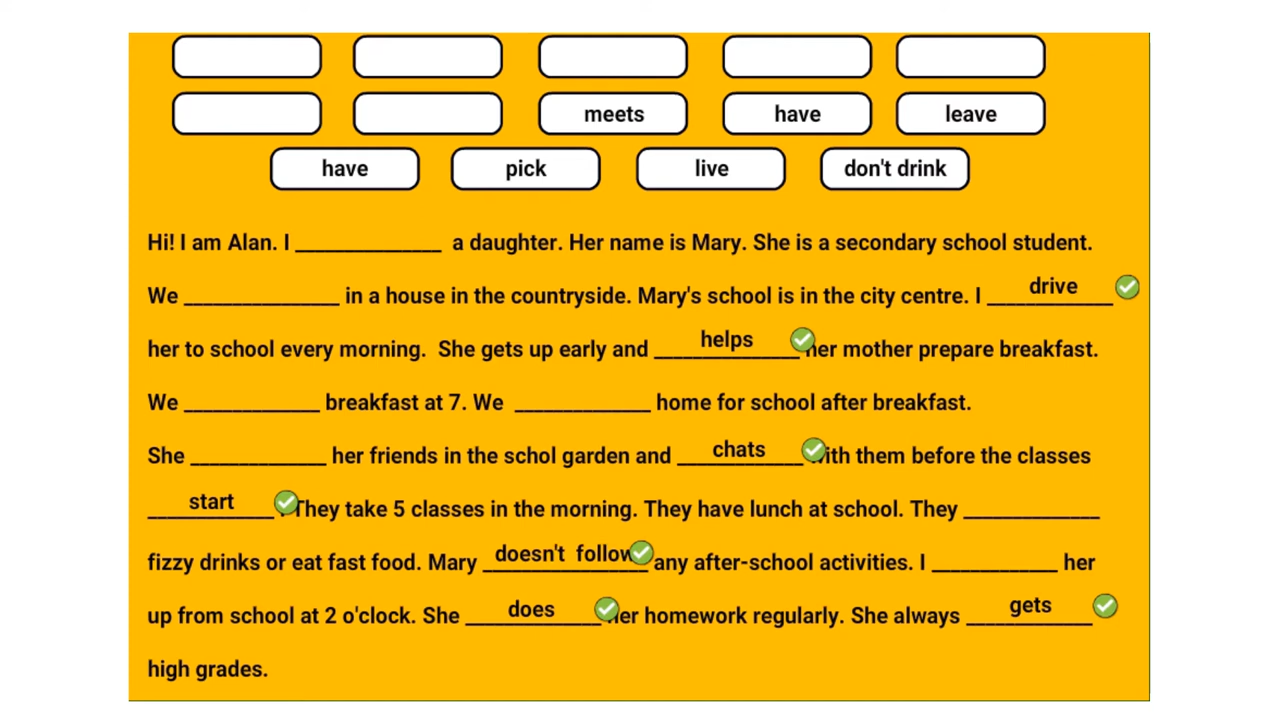 meets have leave
have pick live don't drink
Hi! I am Alan. I ______________ a daughter. Her name is Mary. She is a secondary school student.
We _______________ in a house in the countryside. Mary's school is in the city centre. I drive
her to school every morning. She gets up early and helps her mother prepare breakfast.
We _____________ breakfast at 7. We _____________ home for school after breakfast.
She _____________ her friends in the schol garden and chats with them before the classes
start . They take 5 classes in the morning. They have lunch at school. They _____________
fizzy drinks or eat fast food. Mary doesn't follow any after-school activities. I ____________ her
up from school at 2 o'clock. She does her homework regularly. She always gets
high grades.